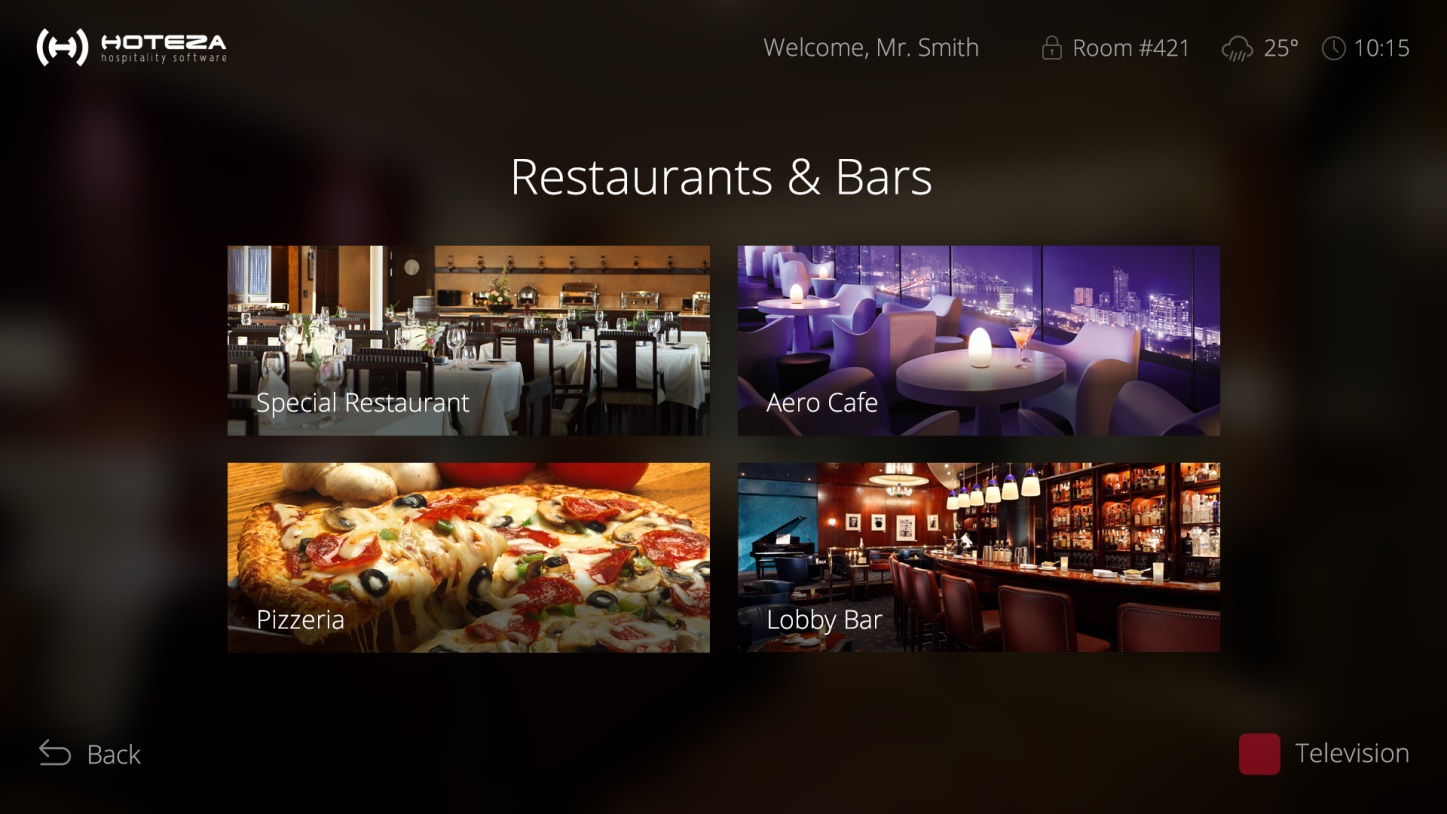 HOTEZA
hospitality software
Welcome, Mr. Smith
Room #421
25°
10:15
Restaurants & Bars
Special Restaurant
Aero Cafe
Pizzeria
Lobby Bar
Back
Television